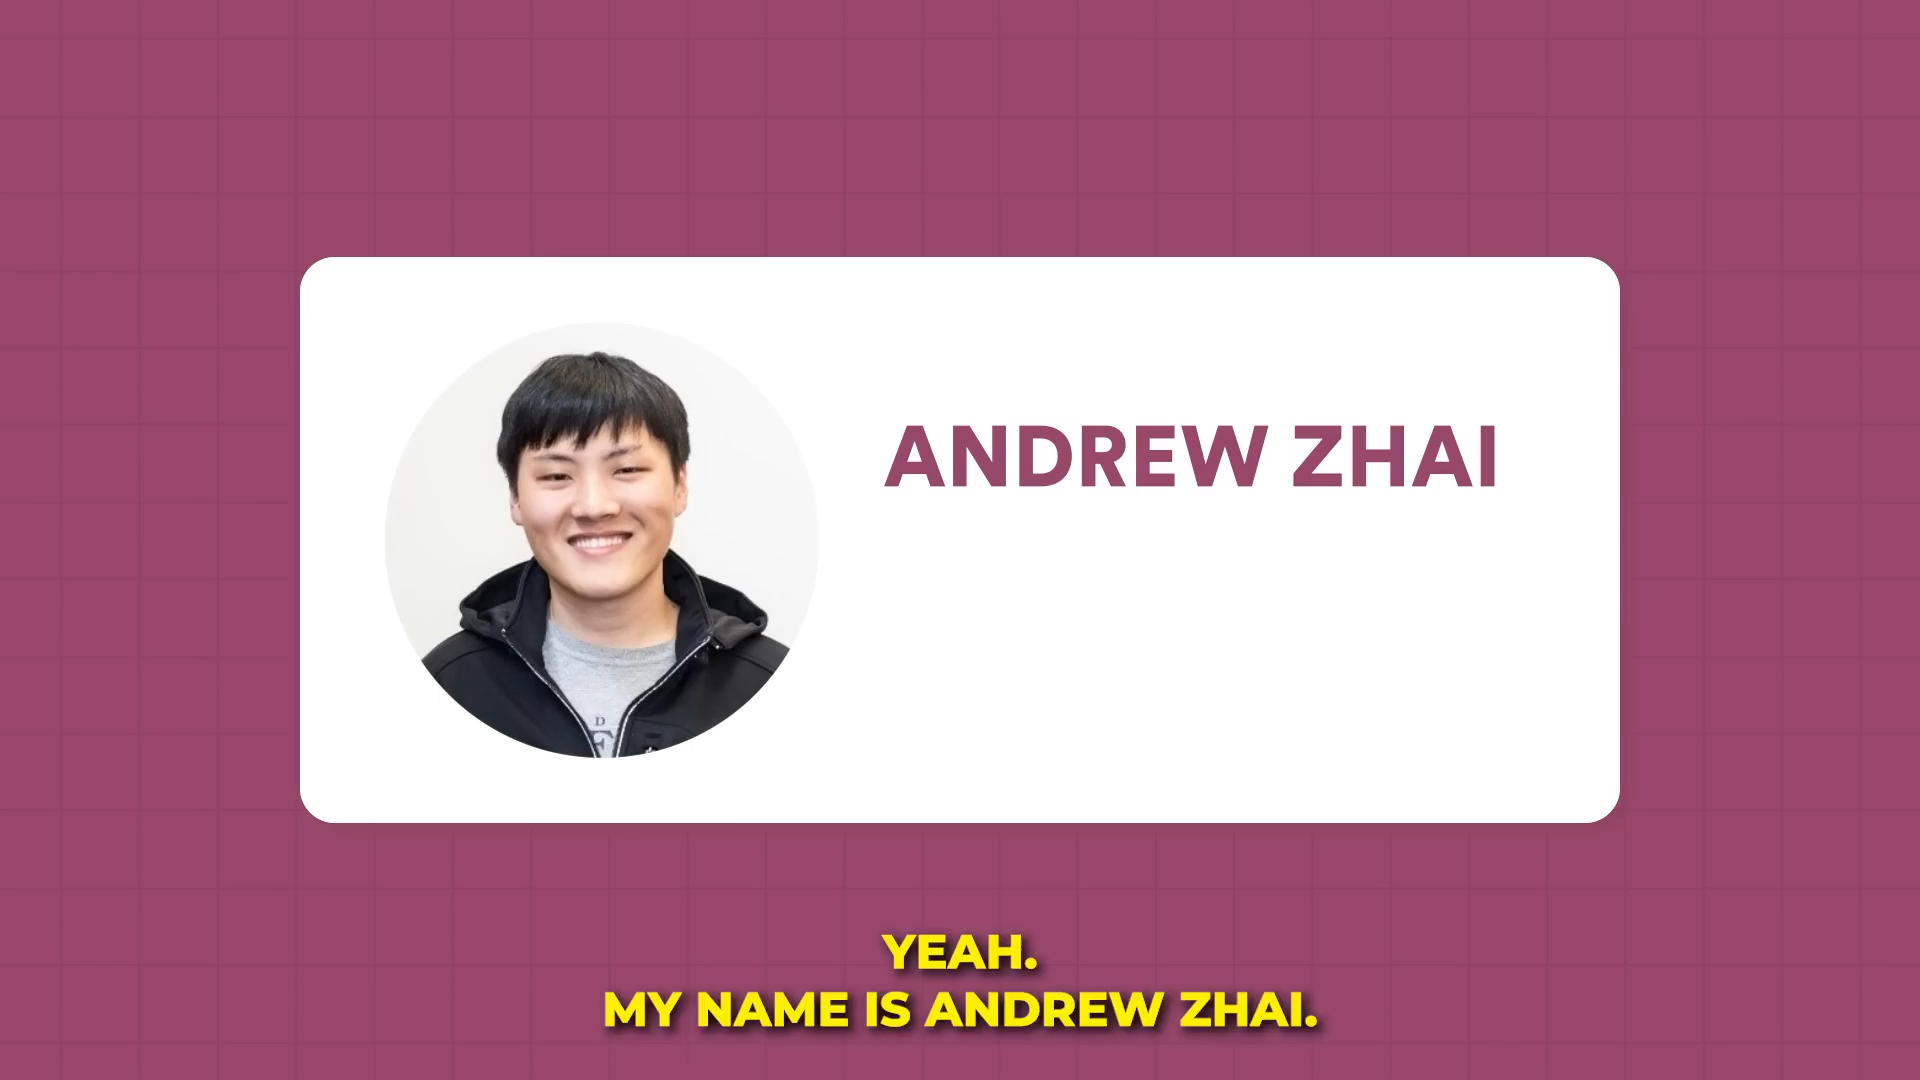 ANDREW ZHAI
D
F
YEAH.
MY NAME IS ANDREW ZHAI.